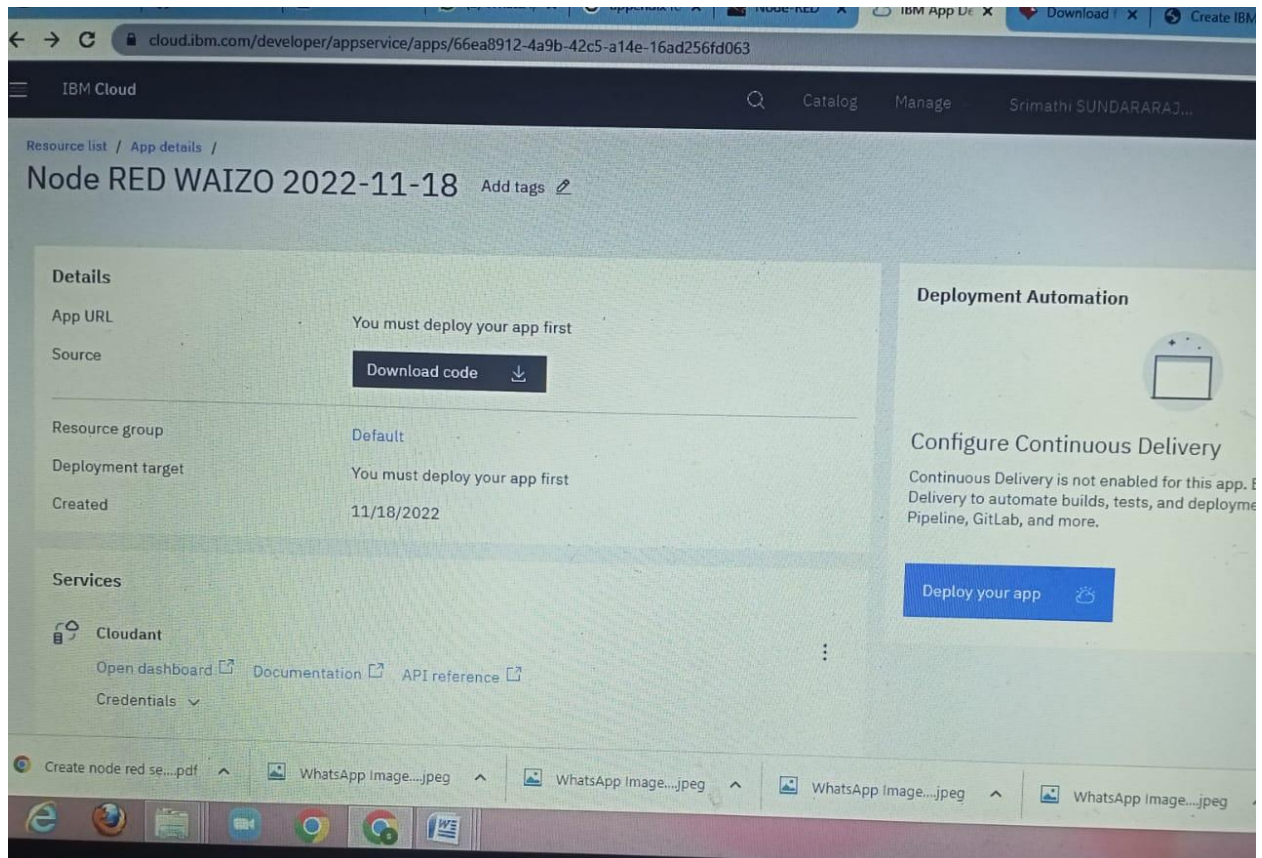 Node-RED
IBM App De
Download
Create IBM
cloud.ibm.com/developer/appservice/apps/66ea8912-4a9b-42c5-a14e-16ad256fd063
IBM Cloud
Catalog
Manage
Srimathi SUNDARARAJ...
Resource list / App details /
Node RED WAIZO 2022-11-18
Add tags
Details
App URL
You must deploy your app first
Source
Download code
Resource group
Default
Deployment target
You must deploy your app first
Created
11/18/2022
Services
Cloudant
Open dashboard
Documentation
API reference
Credentials
Deployment Automation
Configure Continuous Delivery
Continuous Delivery is not enabled for this app.
Delivery to automate builds, tests, and deployme
Pipeline, GitLab, and more.
Deploy your app
Create node red se....pdf
WhatsApp Image....jpeg
WhatsApp Image....jpeg
WhatsApp Image....jpeg
WhatsApp Image....jpeg